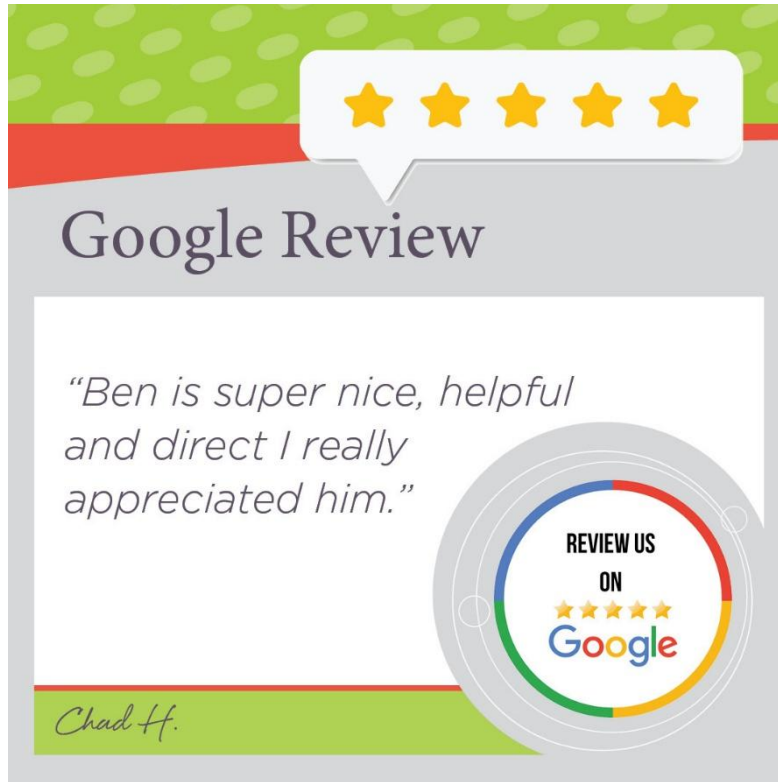 Google Review
“Ben is super nice, helpful
and direct I really
appreciated him.”
REVIEW US
ON
Google
Chad H.